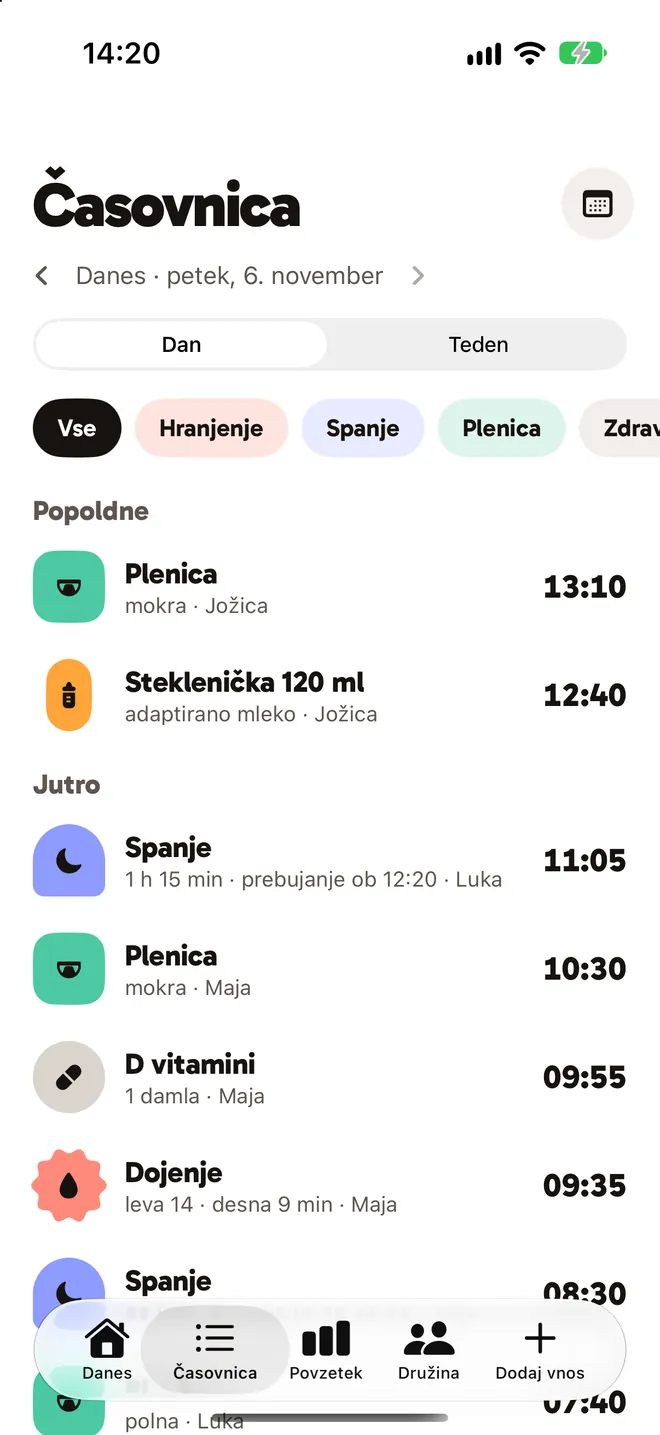 14:20
Časovnica
Danes · petek, 6. november
Dan
Teden
Vse
Hranjenje
Spanje
Plenica
Zdrav
Popoldne
Plenica
mokra · Jožica
13:10
Steklenička 120 ml
adaptirano mleko · Jožica
12:40
Jutro
Spanje
1 h 15 min · prebujanje ob 12:20 · Luka
11:05
Plenica
mokra · Maja
10:30
D vitamini
1 damla · Maja
09:55
Dojenje
leva 14 · desna 9 min · Maja
09:35
Spanje
08:30
polna · Luka
07:40
Danes
Časovnica
Povzetek
Družina
Dodaj vnos